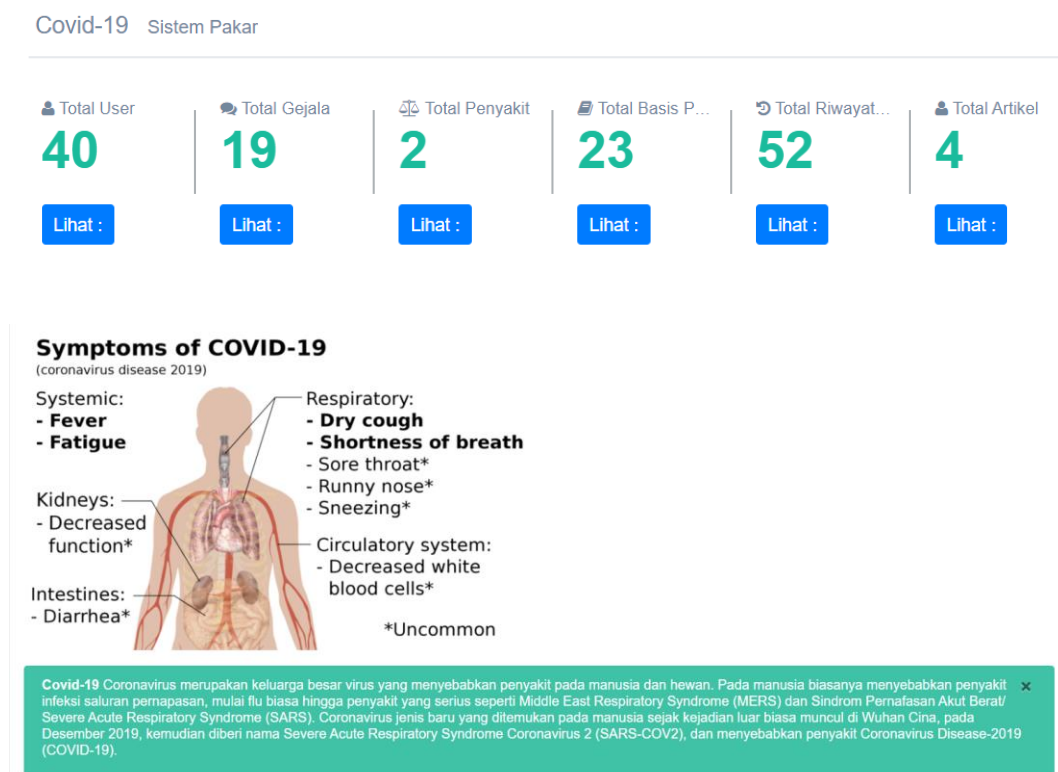 Covid-19 Sistem Pakar
Total User
40
Lihat :
Total Gejala
19
Lihat :
Total Penyakit
2
Lihat :
Total Basis P...
23
Lihat :
Total Riwayat...
52
Lihat :
Total Artikel
4
Lihat :
Symptoms of COVID-19
(coronavirus disease 2019)
Systemic:
- Fever
- Fatigue
Kidneys:
- Decreased
function*
Intestines:
- Diarrhea*
Respiratory:
- Dry cough
- Shortness of breath
- Sore throat*
- Runny nose*
- Sneezing*
Circulatory system:
- Decreased white
blood cells*
*Uncommon
Covid-19 Coronavirus merupakan keluarga besar virus yang menyebabkan penyakit pada manusia dan hewan. Pada manusia biasanya menyebabkan penyakit
infeksi saluran pernapasan, mulai flu biasa hingga penyakit yang serius seperti Middle East Respiratory Syndrome (MERS) dan Sindrom Pernafasan Akut Berat/
Severe Acute Respiratory Syndrome (SARS). Coronavirus jenis baru yang ditemukan pada manusia sejak kejadian luar biasa muncul di Wuhan Cina, pada
Desember 2019, kemudian diberi nama Severe Acute Respiratory Syndrome Coronavirus 2 (SARS-COV2), dan menyebabkan penyakit Coronavirus Disease-2019
(COVID-19).